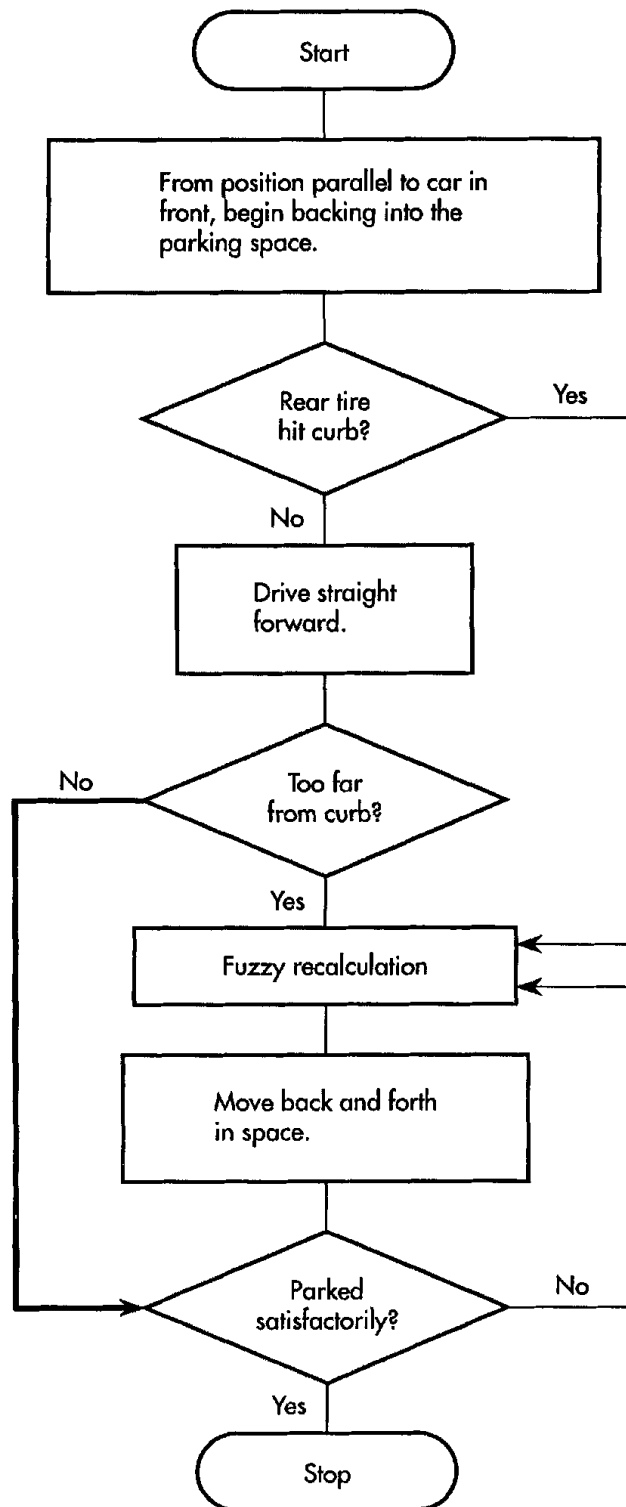 Start
From position parallel to car in
front, begin backing into the
parking space.
Rear tire
hit curb?
Yes
No
Drive straight
forward.
No
Too far
from curb?
Yes
Fuzzy recalculation
Move back and forth
in space.
Parked
satisfactorily?
No
Yes
Stop